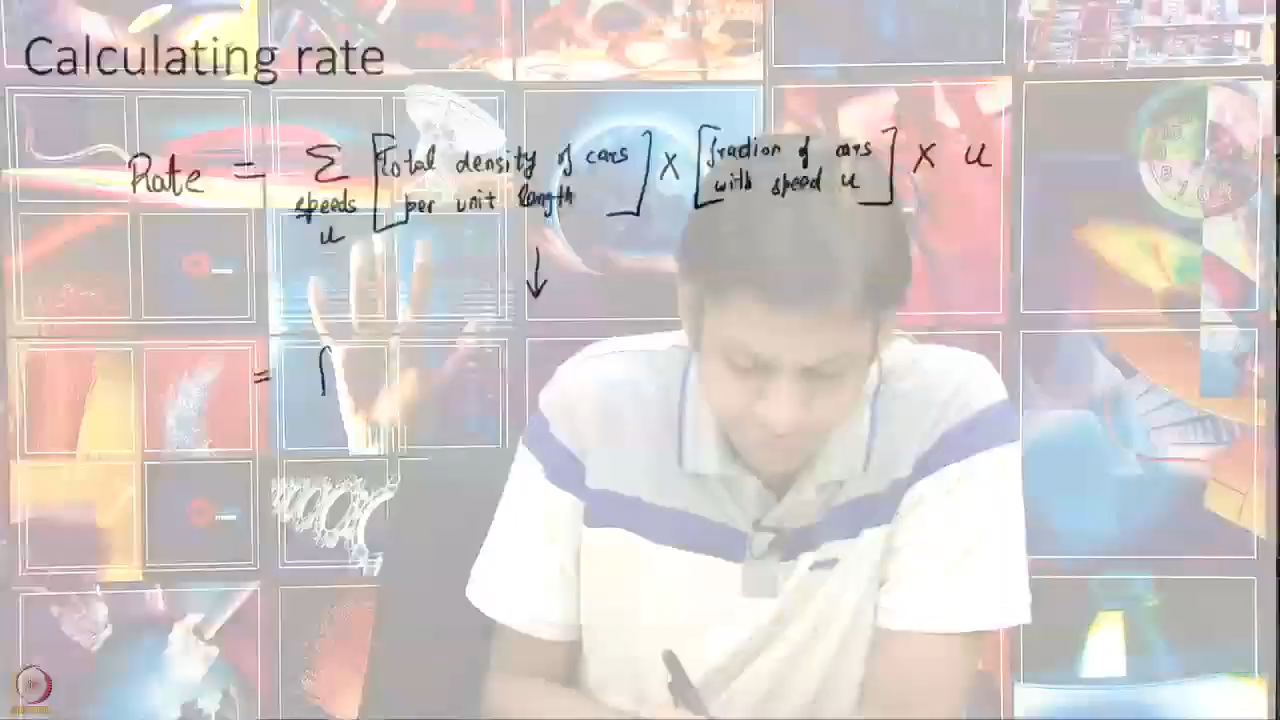 Calculating rate
Rate = Σ [Total density of cars per unit length] × [fraction of cars with speed u] × u
speeds u
↓
= [